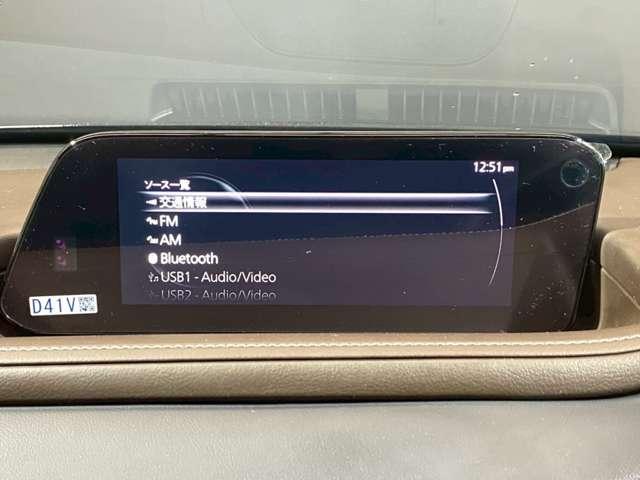 12:51pm
ソース一覧
交通情報
FM
AM
Bluetooth
USB1 - Audio/Video
USB2 - Audio/Video
D41V